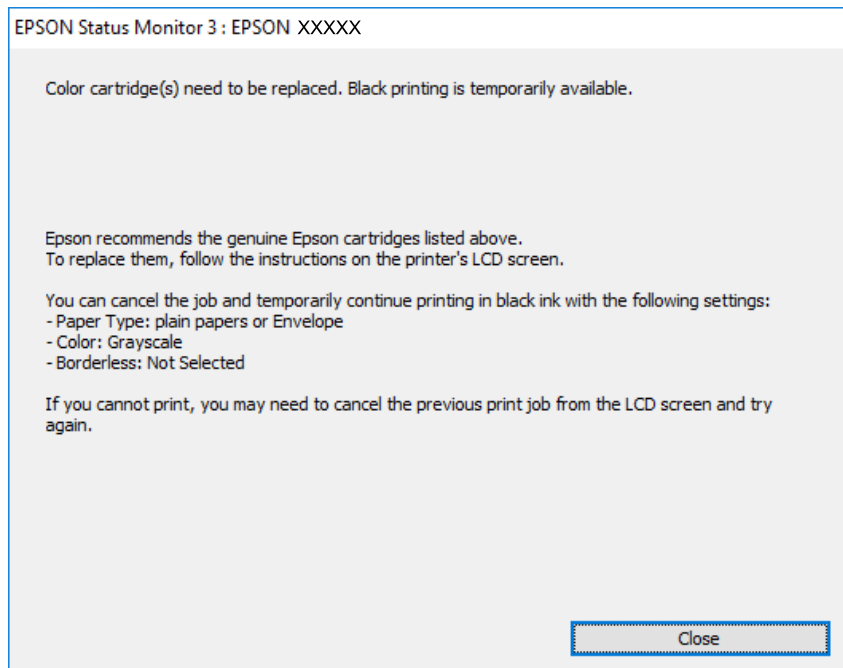 EPSON Status Monitor 3 : EPSON XXXXX
Color cartridge(s) need to be replaced. Black printing is temporarily available.
Epson recommends the genuine Epson cartridges listed above.
To replace them, follow the instructions on the printer's LCD screen.
You can cancel the job and temporarily continue printing in black ink with the following settings:
- Paper Type: plain papers or Envelope
- Color: Grayscale
- Borderless: Not Selected
If you cannot print, you may need to cancel the previous print job from the LCD screen and try
again.
Close